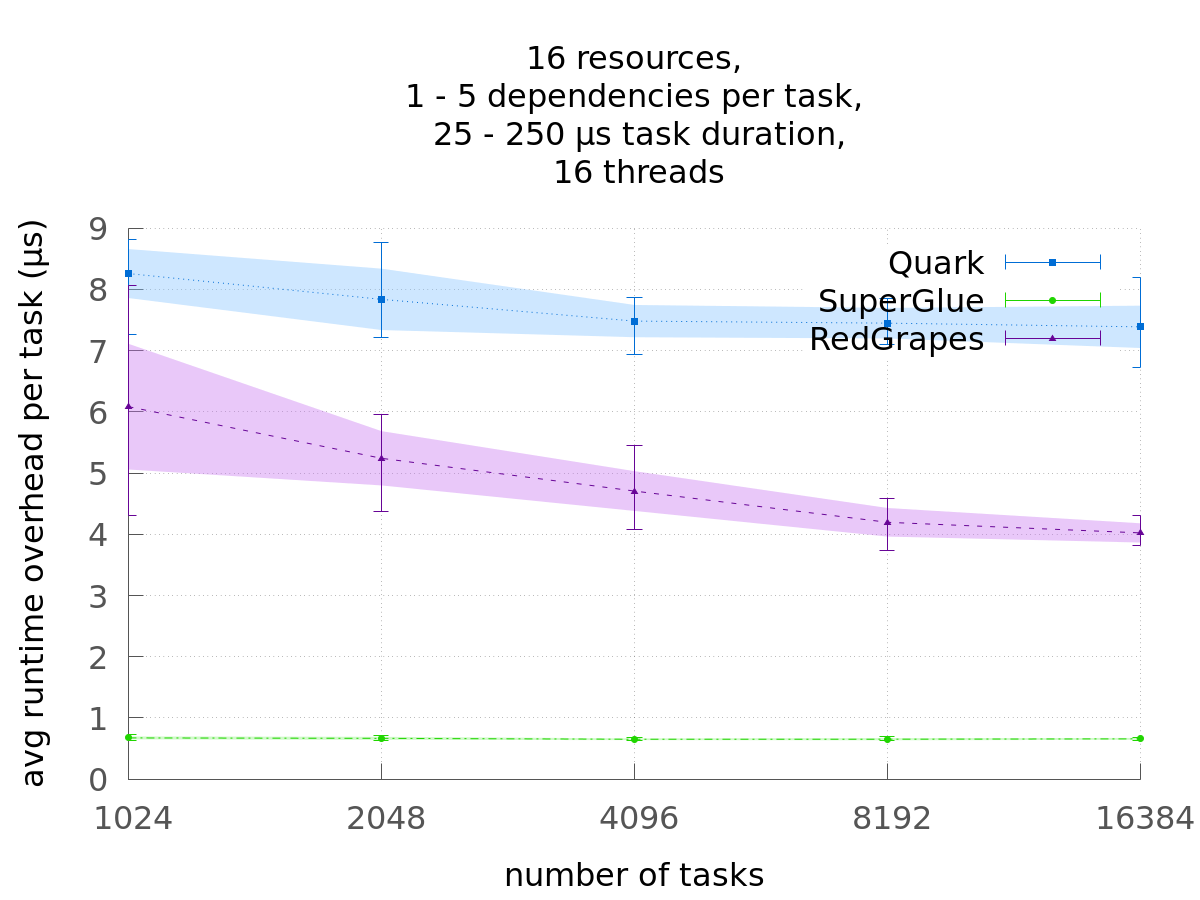 16 resources,
1 - 5 dependencies per task,
25 - 250 µs task duration,
16 threads
avg runtime overhead per task (µs)
9
8
7
6
5
4
3
2
1
0
Quark
SuperGlue
RedGrapes
1024 2048 4096 8192 16384
number of tasks